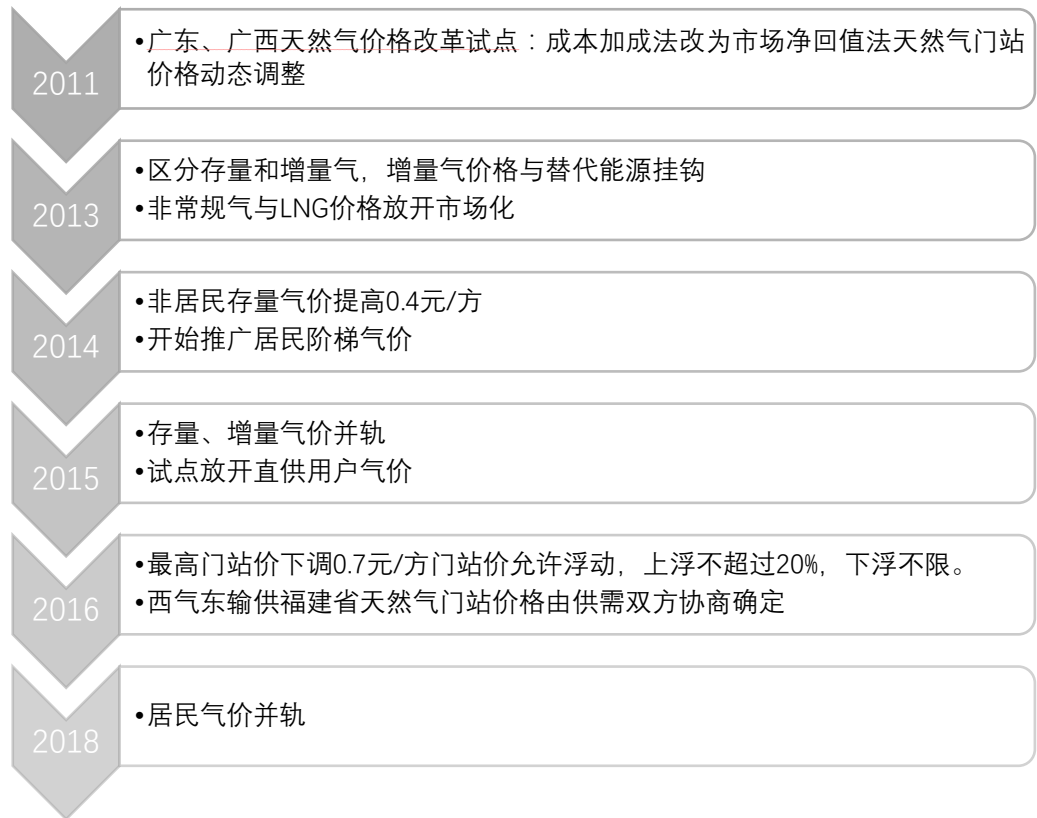 2011
•广东、广西天然气价格改革试点：成本加成法改为市场净回值法天然气门站
价格动态调整
2013
•区分存量和增量气，增量气价格与替代能源挂钩
•非常规气与LNG价格放开市场化
2014
•非居民存量气价提高0.4元/方
•开始推广居民阶梯气价
2015
•存量、增量气价并轨
•试点放开直供用户气价
2016
•最高门站价下调0.7元/方门站价允许浮动，上浮不超过20%，下浮不限。
•西气东输供福建省天然气门站价格由供需双方协商确定
2018
•居民气价并轨